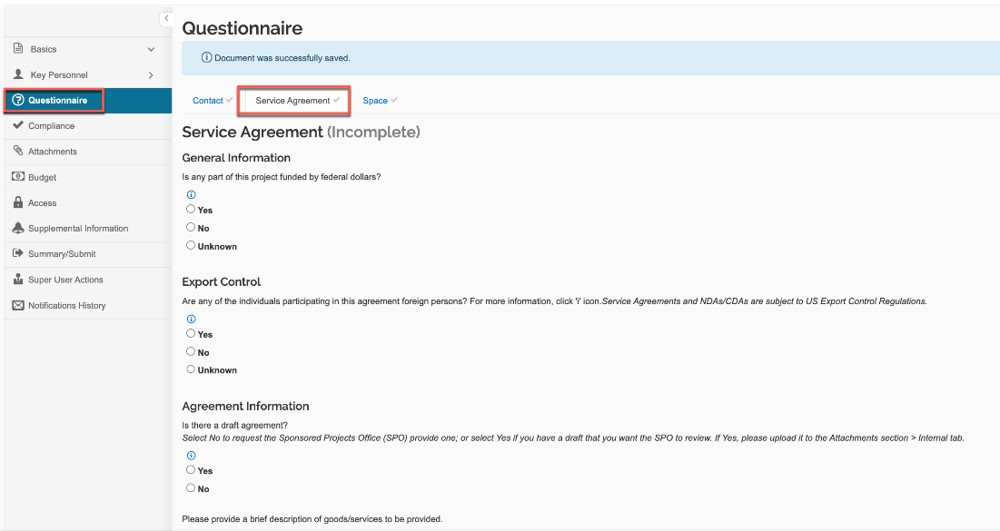 Questionnaire
Document was successfully saved.
Basics
Key Personnel
Questionnaire
Compliance
Attachments
Budget
Access
Supplemental Information
Summary/Submit
Super User Actions
Notifications History
Contact
Service Agreement
Space
Service Agreement (Incomplete)
General Information
Is any part of this project funded by federal dollars?
Yes
No
Unknown
Export Control
Are any of the individuals participating in this agreement foreign persons? For more information, click 'i' icon.Service Agreements and NDAs/CDAs are subject to US Export Control Regulations.
Yes
No
Unknown
Agreement Information
Is there a draft agreement?
Select No to request the Sponsored Projects Office (SPO) provide one; or select Yes if you have a draft that you want the SPO to review. If Yes, please upload it to the Attachments section > Internal tab.
Yes
No
Please provide a brief description of goods/services to be provided.